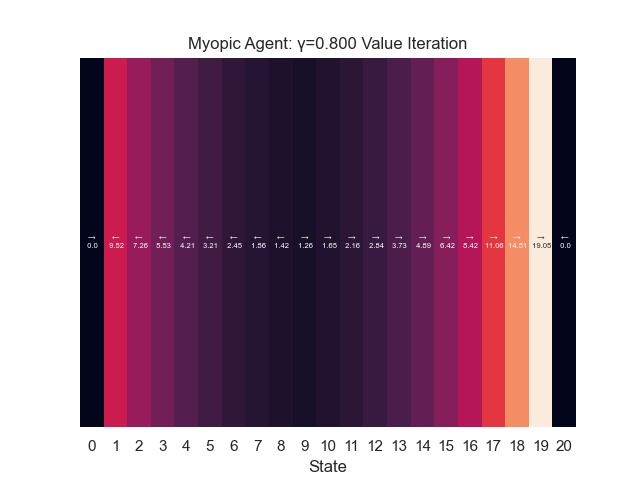 Myopic Agent: γ=0.800 Value Iteration
→ ← ← ← ← ← ← ← ← → → → → → → → → → → → ←
0.0 9.52 7.26 5.53 4.21 3.21 2.45 1.86 1.42 1.26 1.65 2.16 2.84 3.73 4.89 6.42 8.42 11.06 14.51 19.05 0.0
0 1 2 3 4 5 6 7 8 9 10 11 12 13 14 15 16 17 18 19 20
State